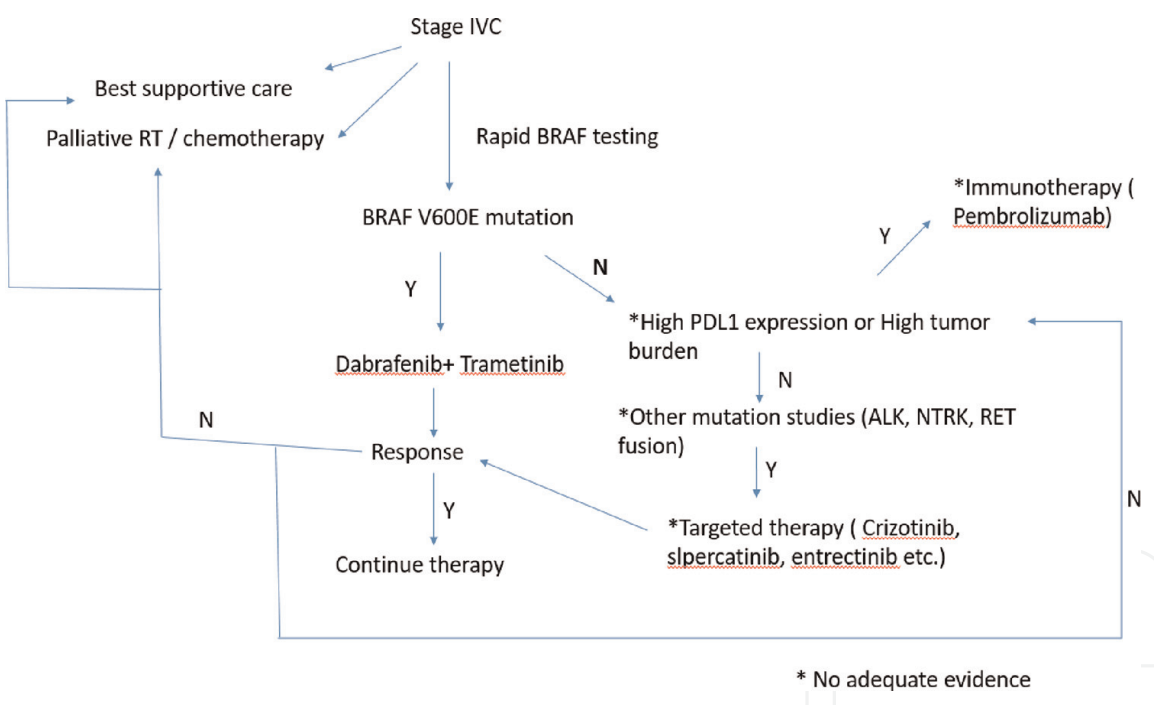 Stage IVC
Best supportive care
Palliative RT / chemotherapy
Rapid BRAF testing
*Immunotherapy (
Pembrolizumab)
BRAF V600E mutation
Y
N
Y
*High PDL1 expression or High tumor
burden
Dabrafenib+ Trametinib
N
*Other mutation studies (ALK, NTRK, RET
fusion)
N
Response
Y
Y
N
*Targeted therapy ( Crizotinib,
slpercatinib, entrectinib etc.)
Continue therapy
* No adequate evidence